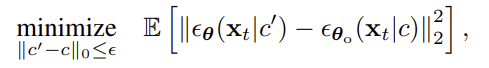 minimize 𝔼 [‖ϵ_θ(x_t|c′) − ϵ_{θ_o}(x_t|c)‖₂²],
‖c′−c‖₀≤ϵ